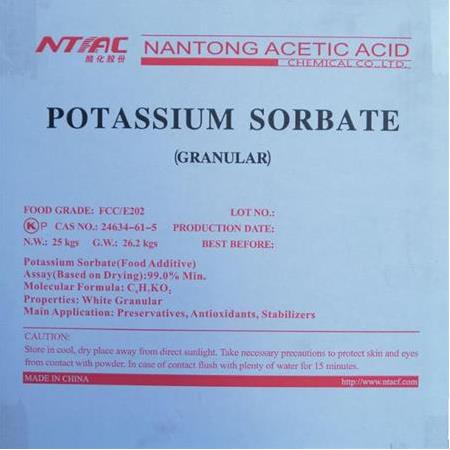 NTAAC NANTONG ACETIC ACID
醋化股份 CHEMICAL CO.,LTD.
POTASSIUM SORBATE
(GRANULAR)
FOOD GRADE: FCC/E202 LOT NO.:
K P CAS NO.: 24634-61-5 PRODUCTION DATE:
N.W.: 25 kgs G.W.: 26.2 kgs BEST BEFORE:
Potassium Sorbate(Food Additive)
Assay(Based on Drying):99.0% Min.
Molecular Formula: C₆H₇KO₂
Properties: White Granular
Main Application: Preservatives, Antioxidants, Stabilizers
CAUTION:
Store in cool, dry place away from direct sunlight. Take necessary precautions to protect skin and eyes
from contact with powder. In case of contact flush with plenty of water for 15 minutes.
MADE IN CHINA http://www.ntacf.com